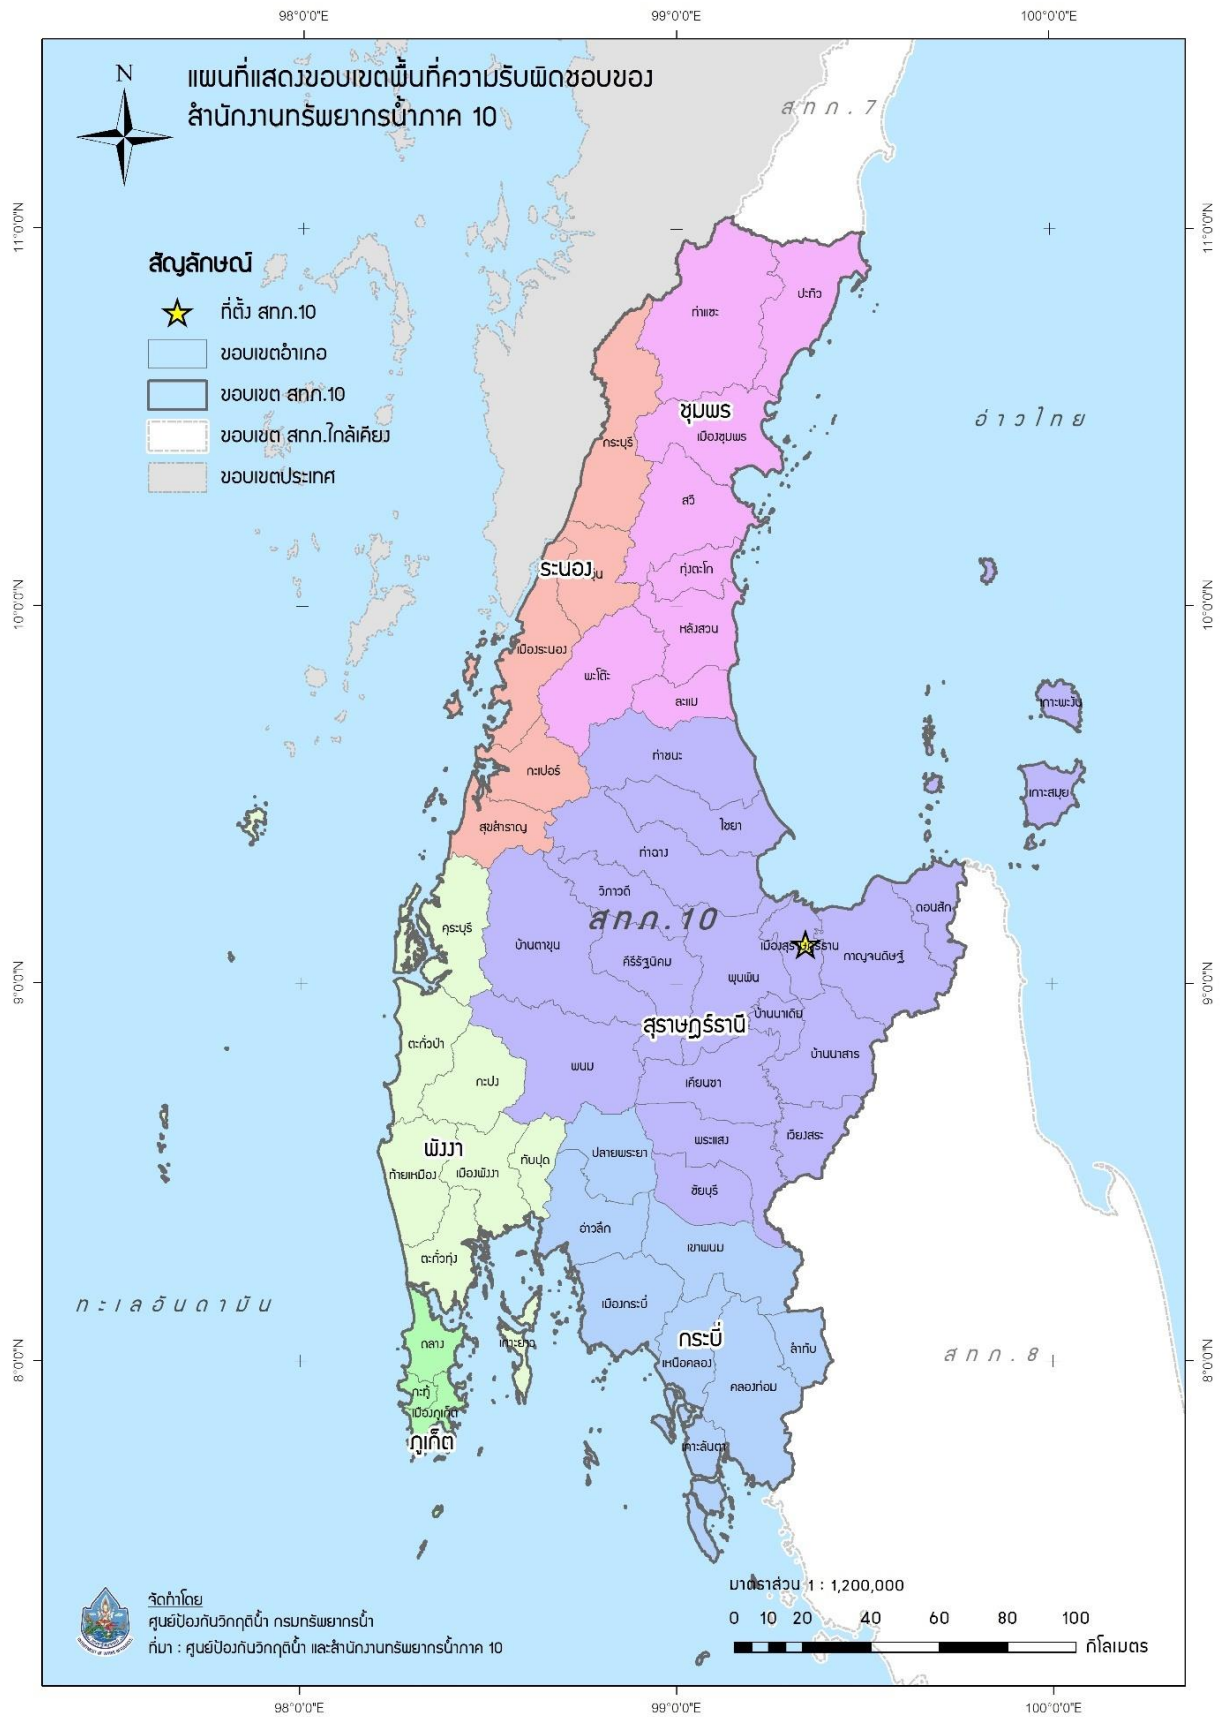 98°0'0"E
99°0'0"E
100°0'0"E
N
แผนที่แสดงขอบเขตพื้นที่ความรับผิดชอบของ
สำนักงานทรัพยากรน้ำภาค 10
สทภ.7
11°0'0"N
11°0'0"N
สัญลักษณ์
ที่ตั้ง สทภ.10
ขอบเขตอำเภอ
ขอบเขต สทภ.10
ขอบเขต สทภ.ใกล้เคียง
ขอบเขตประเทศ
ปะทิว
ท่าแซะ
ชุมพร
เมืองชุมพร
อ่าวไทย
กระบุรี
สวี
ระนอง
ทุ่งตะโก
10°0'0"N
10°0'0"N
หลังสวน
เมืองระนอง
พะโต๊ะ
ละแม
เกาะพะงัน
ท่าชนะ
กะเปอร์
เกาะสมุย
สุขสำราญ
ไชยา
ท่าฉาง
วิภาวดี
ดอนสัก
สทภ.10
คุระบุรี
บ้านตาขุน
คีรีรัฐนิคม
กาญจนดิษฐ์
พุนพิน
9°0'0"N
9°0'0"N
บ้านนาเดิม
สุราษฎร์ธานี
ตะกั่วป่า
บ้านนาสาร
พนม
กะปง
เคียนซา
พระแสง
เวียงสระ
พังงา
ปลายพระยา
ทับปุด
ท้ายเหมือง
เมืองพังงา
ชัยบุรี
อ่าวลึก
เขาพนม
ตะกั่วทุ่ง
ทะเลอันดามัน
เมืองกระบี่
กระบี่
ถลาง
เกาะยาว
ลำทับ
สทภ.8
8°0'0"N
8°0'0"N
เหนือคลอง
คลองท่อม
กะทู้
เมืองภูเก็ต
ภูเก็ต
เกาะลันตา
มาตราส่วน 1 : 1,200,000
0 10 20 40 60 80 100
กิโลเมตร
จัดทำโดย
ศูนย์ป้องกันวิกฤติน้ำ กรมทรัพยากรน้ำ
ที่มา : ศูนย์ป้องกันวิกฤติน้ำ และสำนักงานทรัพยากรน้ำภาค 10
98°0'0"E
99°0'0"E
100°0'0"E